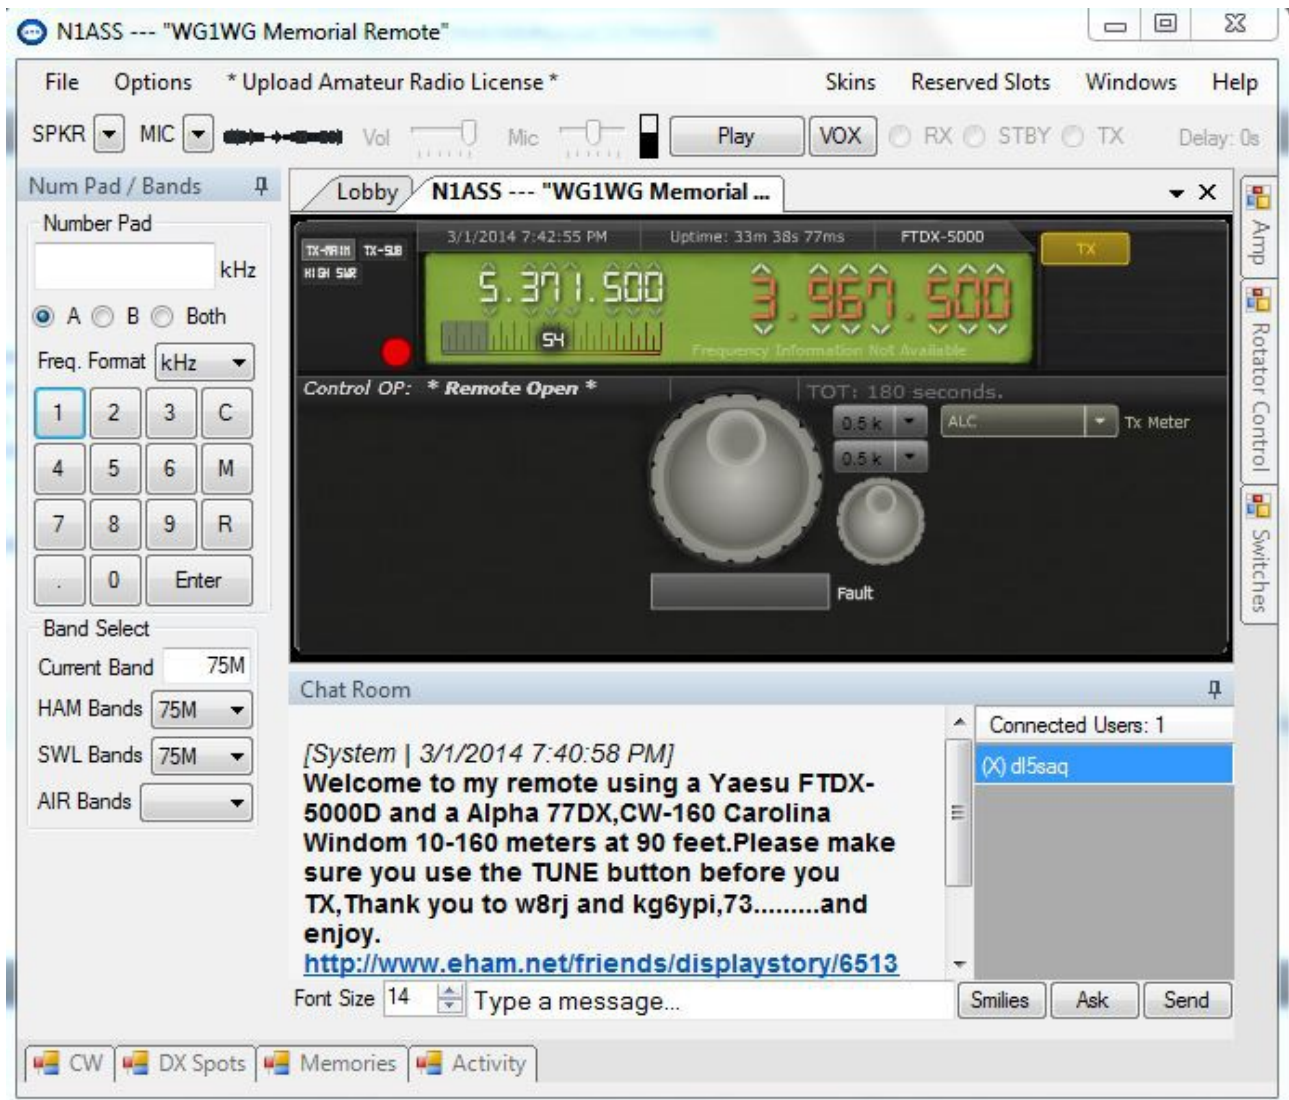 N1ASS --- "WG1WG Memorial Remote"
File Options * Upload Amateur Radio License * Skins Reserved Slots Windows Help
SPKR MIC Vol Mic Play VOX RX STBY TX Delay: 0s
Num Pad / Bands
Number Pad
kHz
A B Both
Freq. Format kHz
1 2 3 C
4 5 6 M
7 8 9 R
. 0 Enter
Band Select
Current Band 75M
HAM Bands 75M
SWL Bands 75M
AIR Bands
Lobby N1ASS --- "WG1WG Memorial ...
3/1/2014 7:42:55 PM Uptime: 33m 38s 77ms FTDX-5000 TX
TX-MAIN TX-SUB
HIGH SWR
5.371.500 3.967.500
S4
Frequency Information Not Available
Control OP: * Remote Open * TOT: 180 seconds.
0.5 k ALC Tx Meter
0.5 k
Fault
Amp
Rotator Control
Switches
Chat Room
[System | 3/1/2014 7:40:58 PM]
Welcome to my remote using a Yaesu FTDX-
5000D and a Alpha 77DX,CW-160 Carolina
Windom 10-160 meters at 90 feet.Please make
sure you use the TUNE button before you
TX,Thank you to w8rj and kg6ypi,73.........and
enjoy.
http://www.eham.net/friends/displaystory/6513
Connected Users: 1
(X) dl5saq
Font Size 14 Type a message... Smilies Ask Send
CW DX Spots Memories Activity